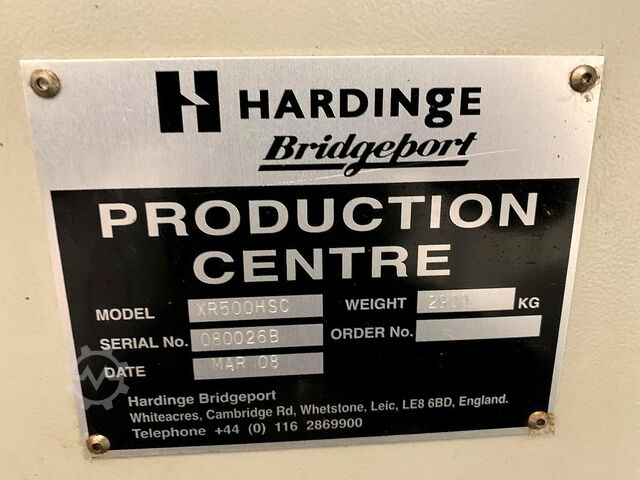 HARDINGE
Bridgeport
PRODUCTION
CENTRE
MODEL XR500HSC WEIGHT 2900 KG
SERIAL No. 080026B ORDER No.
DATE MAR 08
Hardinge Bridgeport
Whiteacres, Cambridge Rd, Whetstone, Leic, LE8 6BD, England.
Telephone +44 (0) 116 2869900